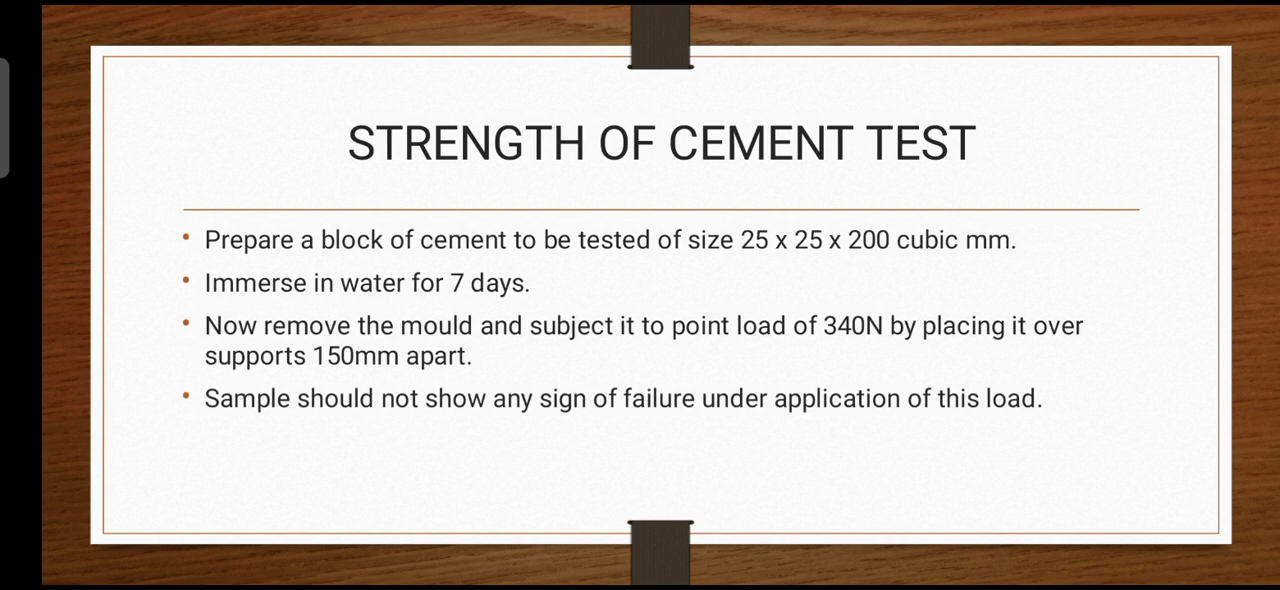 STRENGTH OF CEMENT TEST
• Prepare a block of cement to be tested of size 25 x 25 x 200 cubic mm.
• Immerse in water for 7 days.
• Now remove the mould and subject it to point load of 340N by placing it over
supports 150mm apart.
• Sample should not show any sign of failure under application of this load.